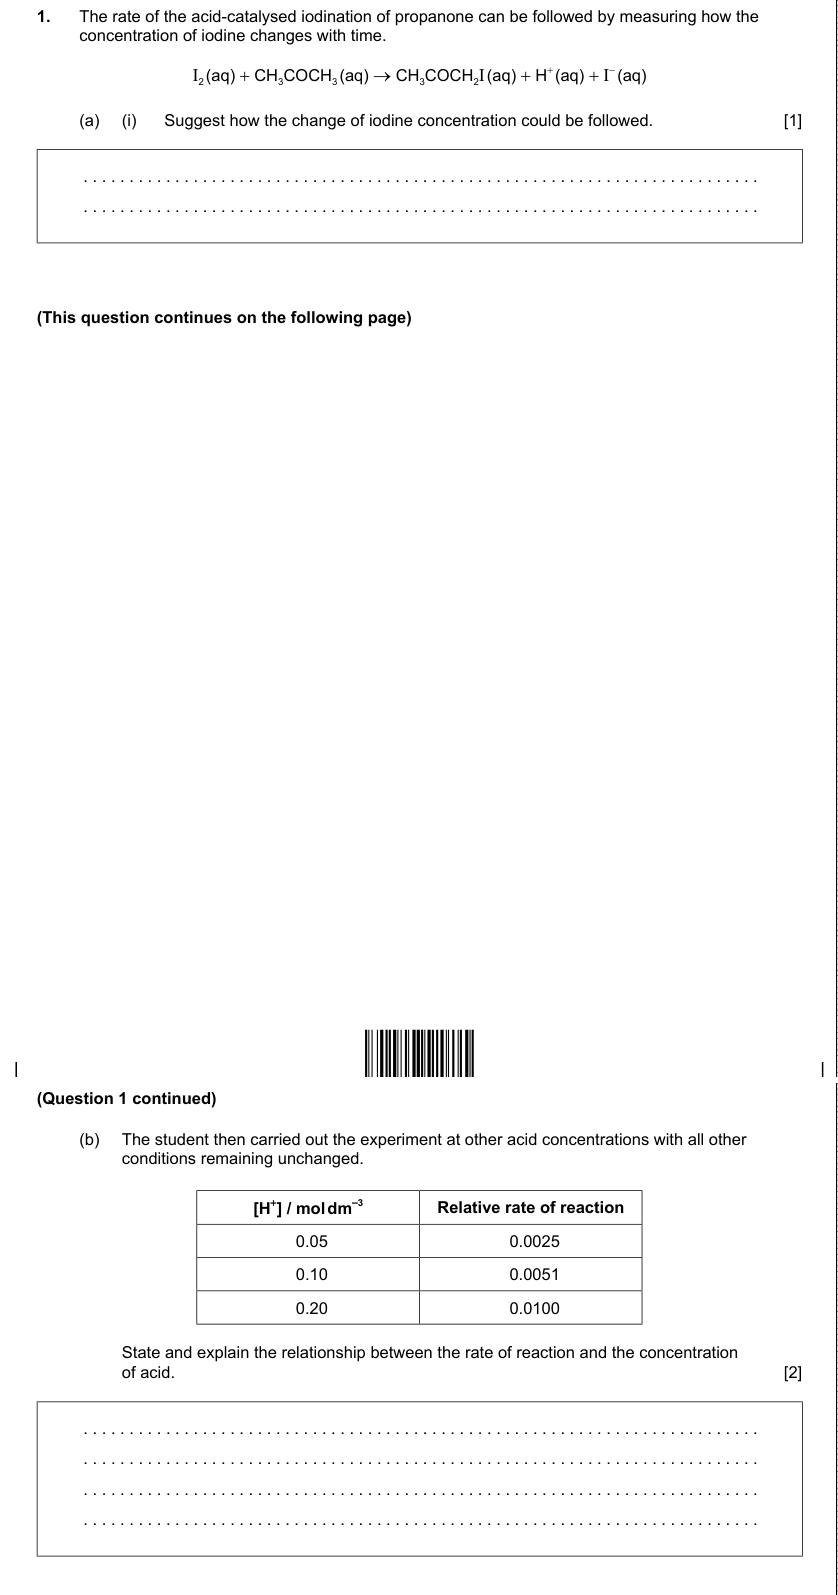 1. The rate of the acid-catalysed iodination of propanone can be followed by measuring how the
concentration of iodine changes with time.
I₂(aq) + CH₃COCH₃(aq) → CH₃COCH₂I(aq) + H⁺(aq) + I⁻(aq)
(a) (i) Suggest how the change of iodine concentration could be followed. [1]
(This question continues on the following page)
(Question 1 continued)
(b) The student then carried out the experiment at other acid concentrations with all other
conditions remaining unchanged.
[H⁺] / mol dm⁻³ Relative rate of reaction
0.05 0.0025
0.10 0.0051
0.20 0.0100
State and explain the relationship between the rate of reaction and the concentration
of acid. [2]